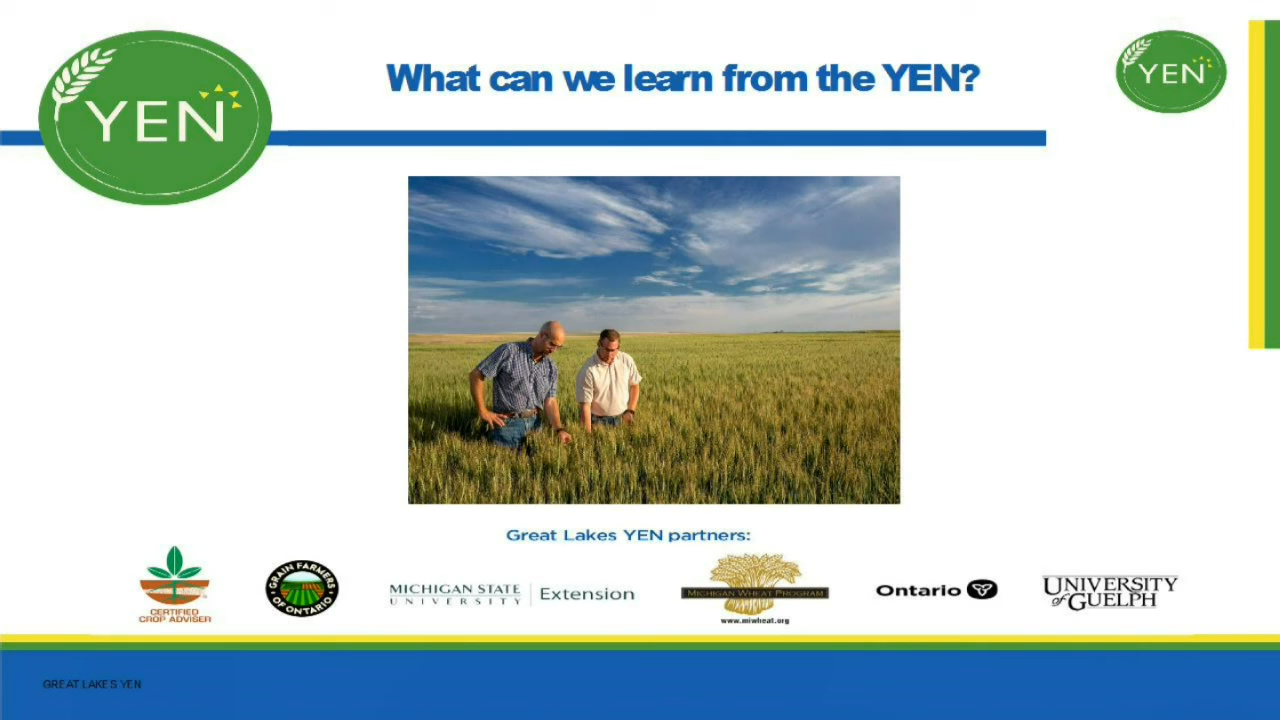 YEN
What can we learn from the YEN?
YEN
Great Lakes YEN partners:
CERTIFIED
CROP ADVISER
GRAIN FARMERS
OF ONTARIO
MICHIGAN STATE
UNIVERSITY
Extension
MICHIGAN WHEAT PROGRAM
www.miwheat.org
Ontario
UNIVERSITY
of GUELPH
GREAT LAKES YEN